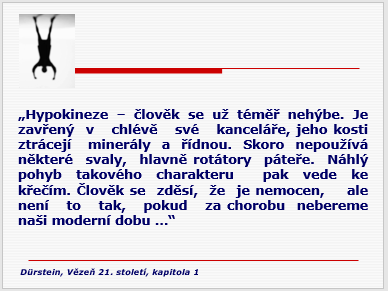 „Hypokineze – člověk se už téměř nehýbe. Je
zavřený v chlévě své kanceláře, jeho kosti
ztrácejí minerály a řídnou. Skoro nepoužívá
některé svaly, hlavně rotátory páteře. Náhlý
pohyb takového charakteru pak vede ke
křečím. Člověk se zděsí, že je nemocen, ale
není to tak, pokud za chorobu nebereme
naši moderní dobu ...“
Dürstein, Vězeň 21. století, kapitola 1